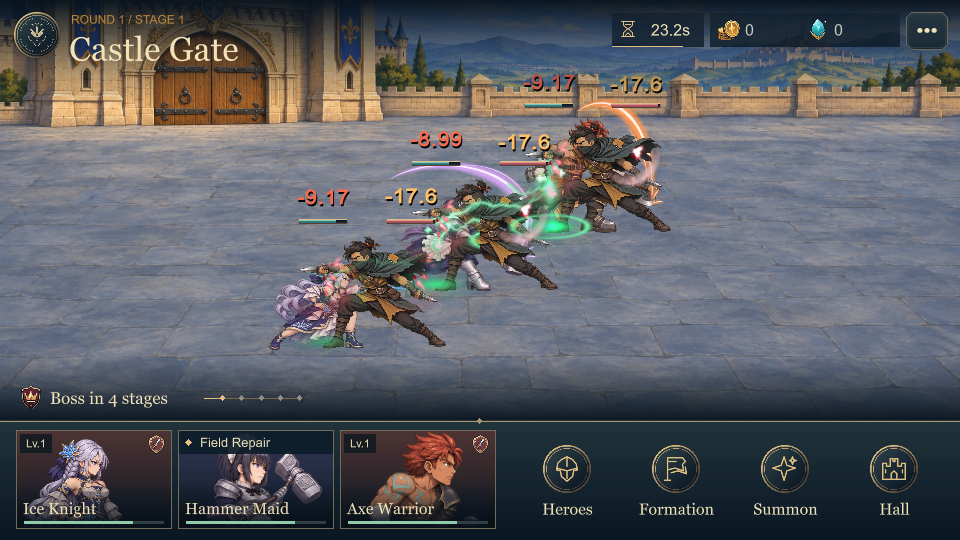 ROUND 1 / STAGE 1
Castle Gate
23.2s
0
0
-9.17
-17.6
-8.99
-17.6
-9.17
-17.6
Boss in 4 stages
Lv.1
Ice Knight
Field Repair
Hammer Maid
Lv.1
Axe Warrior
Heroes
Formation
Summon
Hall